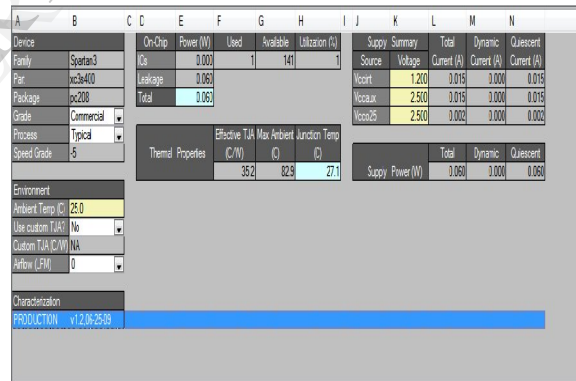 A B C D E F G H I J K L M N
Device
Family Spartan3
Part xc3s400
Package pq208
Grade Commercial
Process Typical
Speed Grade -5
Environment
Ambient Temp (C) 25.0
Use custom TJA? No
Custom TJA (C/W) NA
Airflow (LFM) 0
Characterization
PRODUCTION v1.2,06-25-09
On-Chip Power (W) Used Available Utilization (%)
IOs 0.000 1 141 1
Leakage 0.060
Total 0.060
Thermal Properties Effective TJA Max Ambient Junction Temp
(C/W) (C) (C)
35.2 82.9 27.1
Supply Summary Total Dynamic Quiescent
Source Voltage Current (A) Current (A) Current (A)
Vccint 1.200 0.015 0.000 0.015
Vccaux 2.500 0.015 0.000 0.015
Vcco25 2.500 0.002 0.000 0.002
Total Dynamic Quiescent
Supply Power (W) 0.060 0.000 0.060